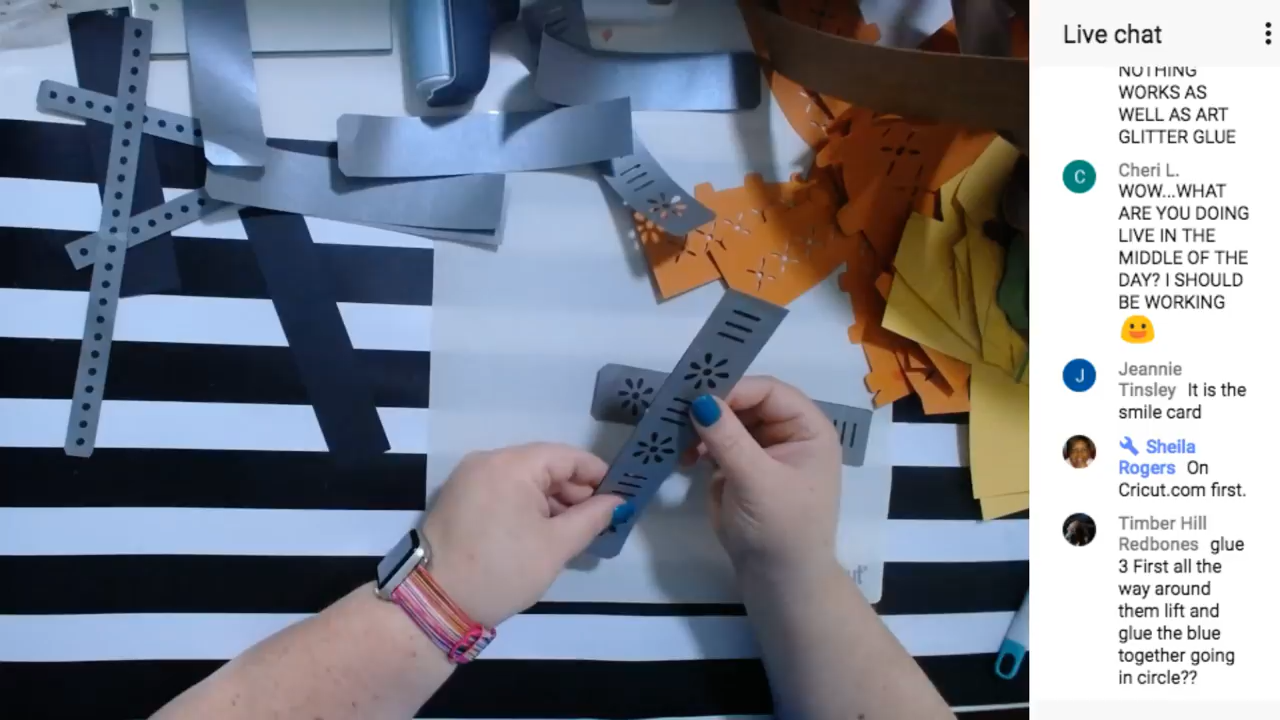 Live chat
NOTHING
WORKS AS
WELL AS ART
GLITTER GLUE
C
Cheri L.
WOW...WHAT
ARE YOU DOING
LIVE IN THE
MIDDLE OF THE
DAY? I SHOULD
BE WORKING
J
Jeannie
Tinsley It is the
smile card
Sheila
Rogers On
Cricut.com first.
Timber Hill
Redbones glue
3 First all the
way around
them lift and
glue the blue
together going
in circle??